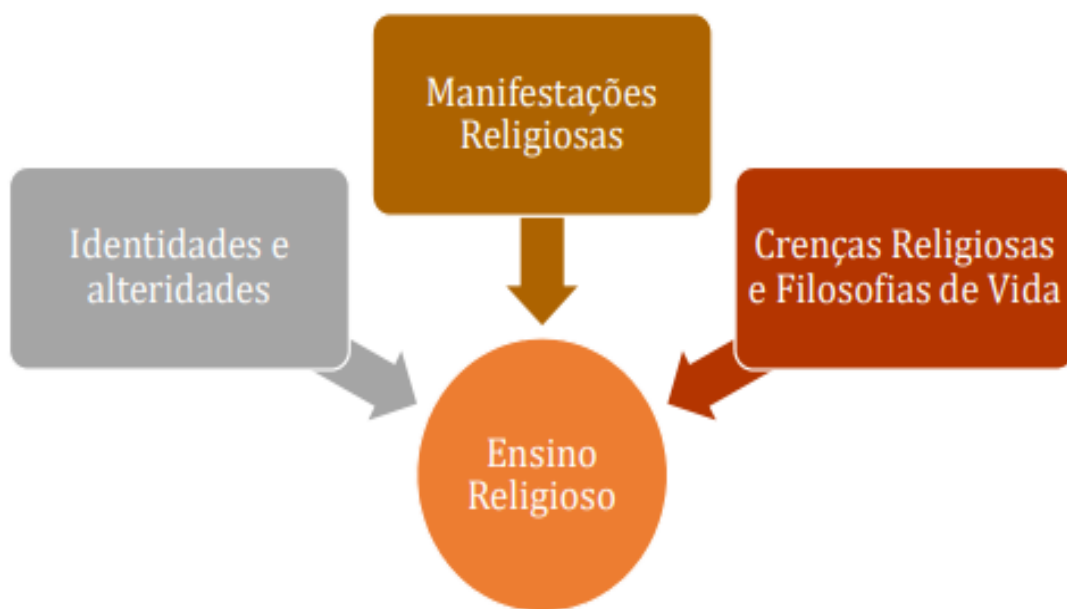 Manifestações
Religiosas
Identidades e
alteridades
Crenças Religiosas
e Filosofias de Vida
Ensino
Religioso